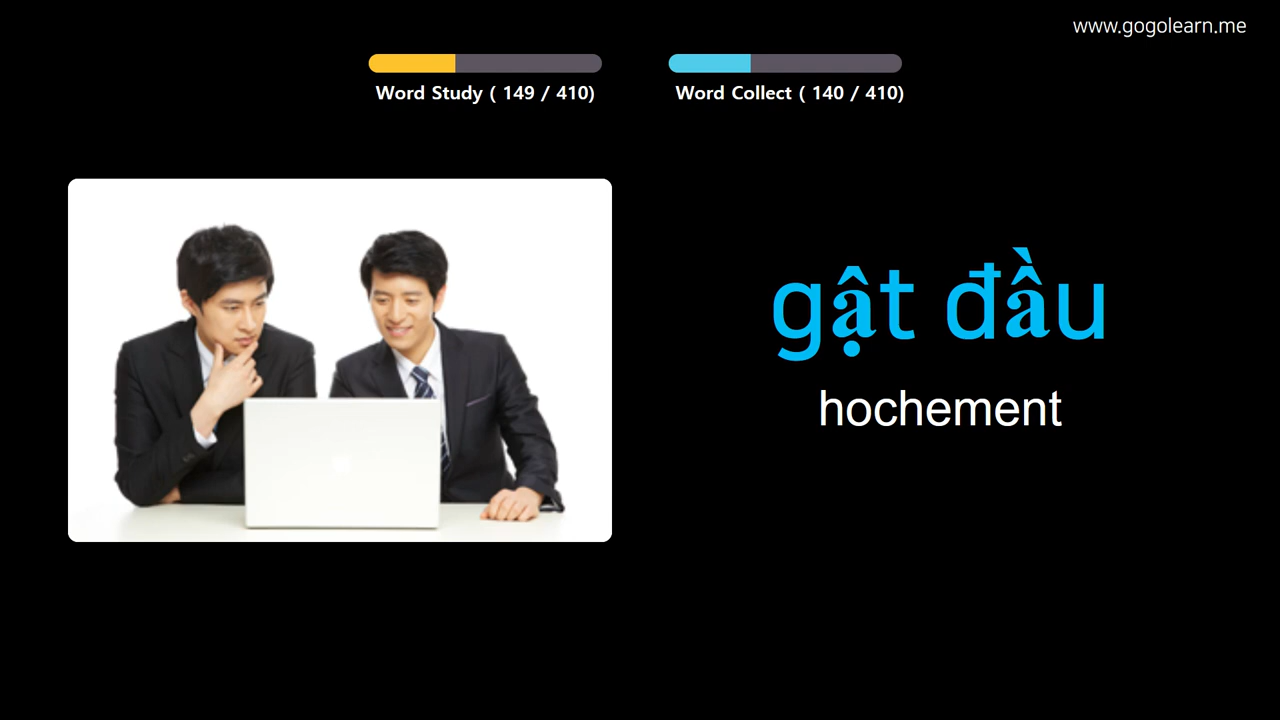 www.gogolearn.me
Word Study ( 149 / 410)
Word Collect ( 140 / 410)
gật đầu
hochement